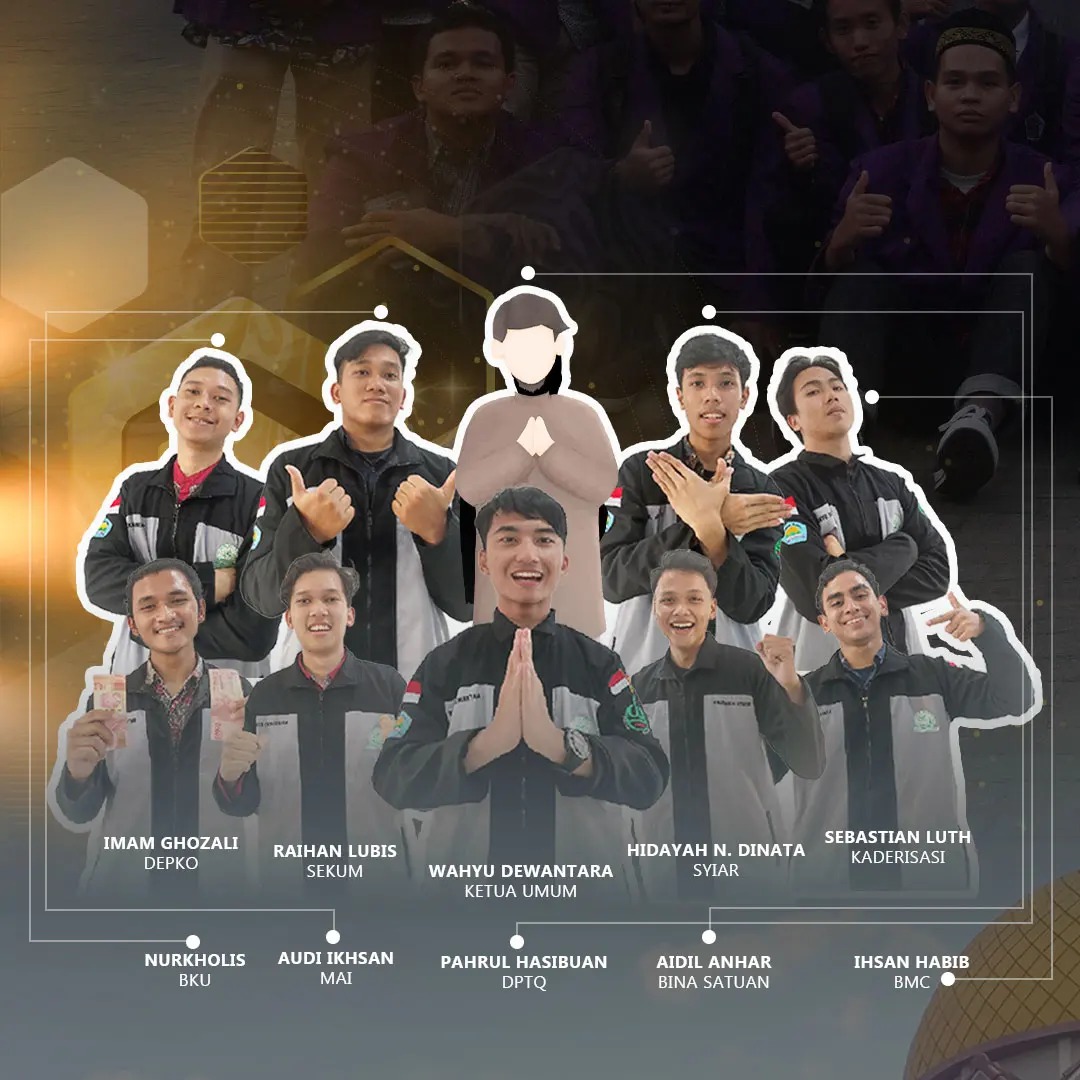 IMAM GHOZALI
DEPKO
RAIHAN LUBIS
SEKUM
WAHYU DEWANTARA
KETUA UMUM
HIDAYAH N. DINATA
SYIAR
SEBASTIAN LUTH
KADERISASI
NURKHOLIS
BKU
AUDI IKHSAN
MAI
PAHRUL HASIBUAN
DPTQ
AIDIL ANHAR
BINA SATUAN
IHSAN HABIB
BMC